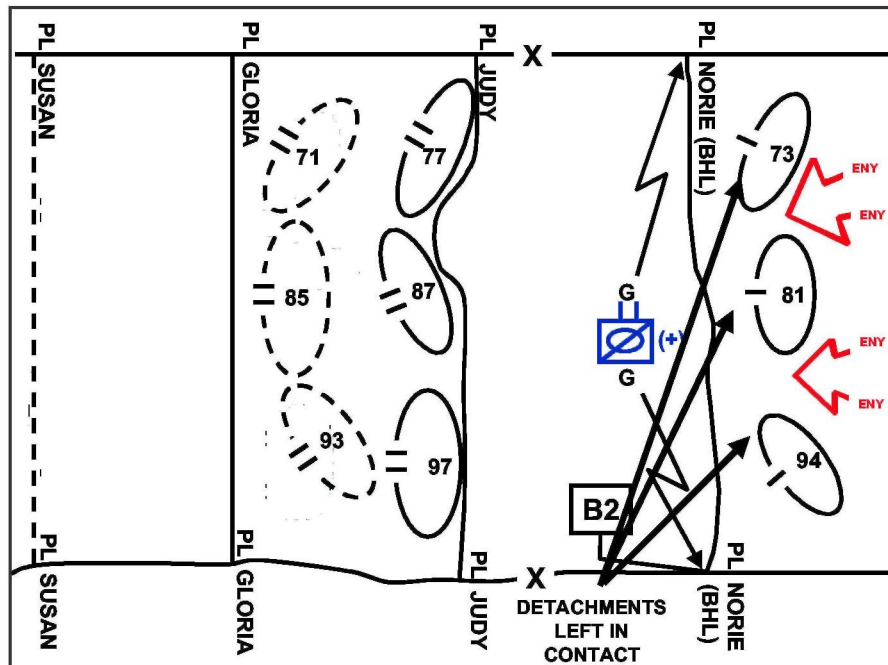 PL SUSAN
PL GLORIA
PL JUDY
X
PL NORIE (BHL)
71
77
73
ENY
ENY
85
87
G
81
(+)
G
ENY
ENY
93
97
94
B2
PL SUSAN
PL GLORIA
PL JUDY
X
PL NORIE (BHL)
DETACHMENTS
LEFT IN
CONTACT